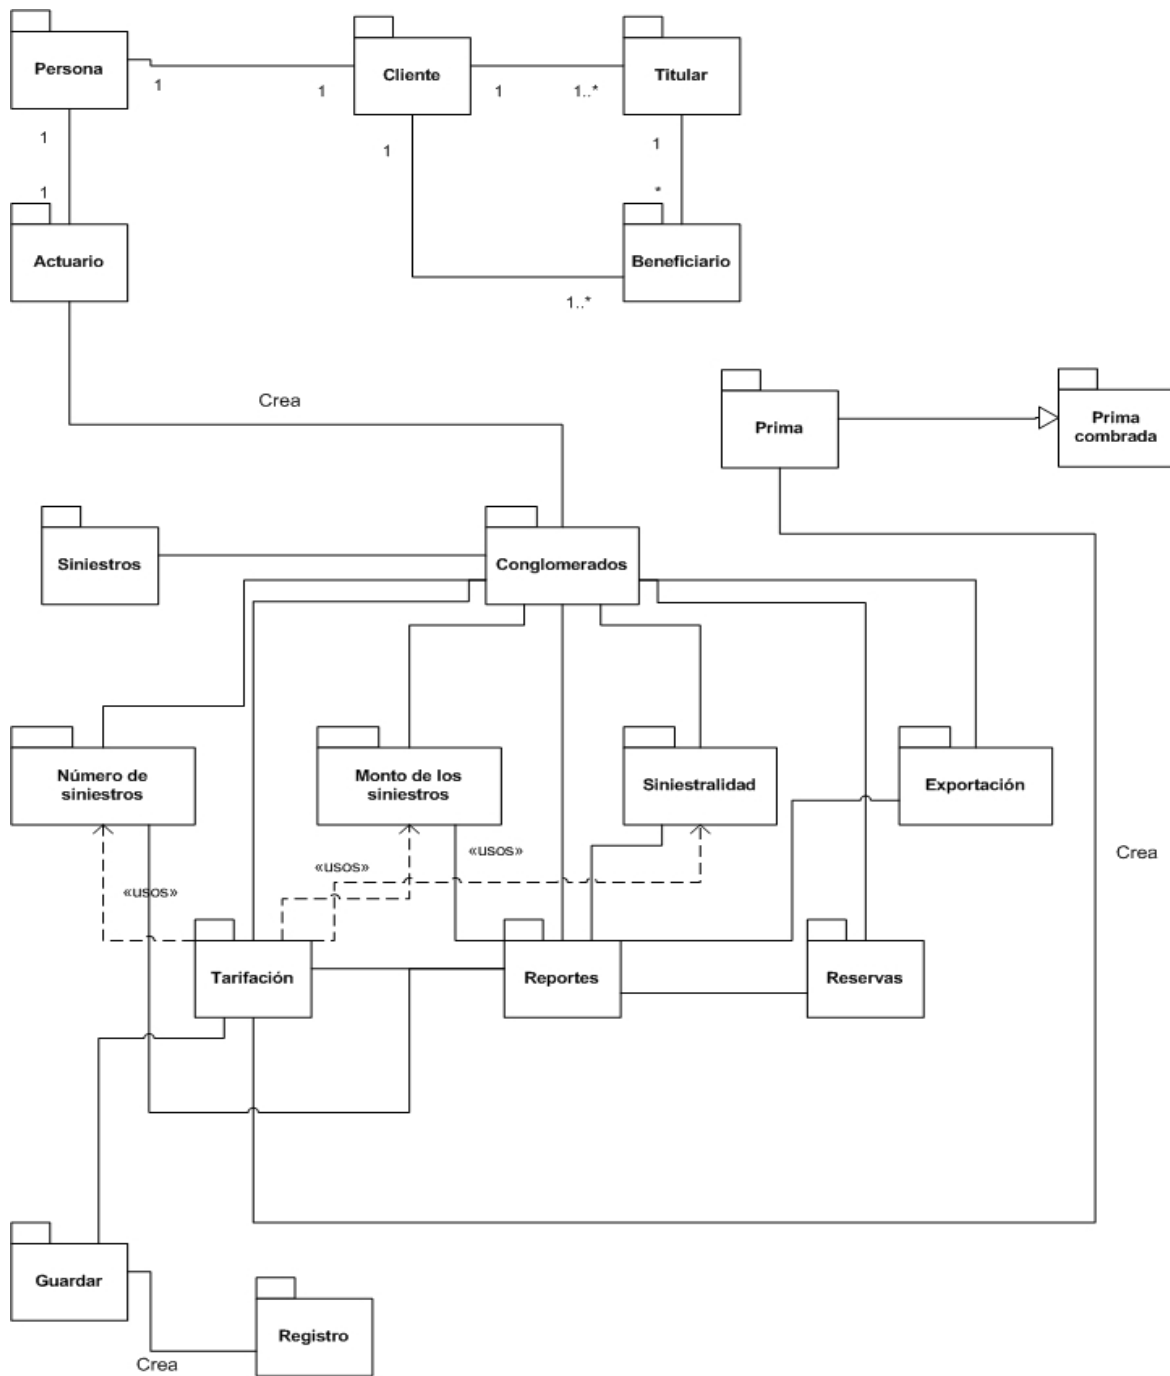 Persona
Cliente
Titular
1
1
1
1..*
1
1
1
1
*
Actuario
Beneficiario
1..*
Crea
Prima
Prima
combrada
Siniestros
Conglomerados
Número de
siniestros
Monto de los
siniestros
Siniestralidad
Exportación
«usos»
«usos»
«usos»
Crea
Tarifación
Reportes
Reservas
Guardar
Registro
Crea